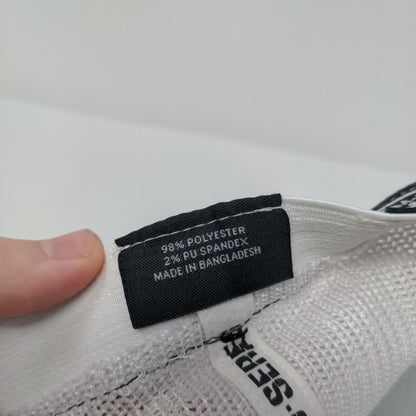 98% POLYESTER
2% PU SPANDEX
MADE IN BANGLADESH